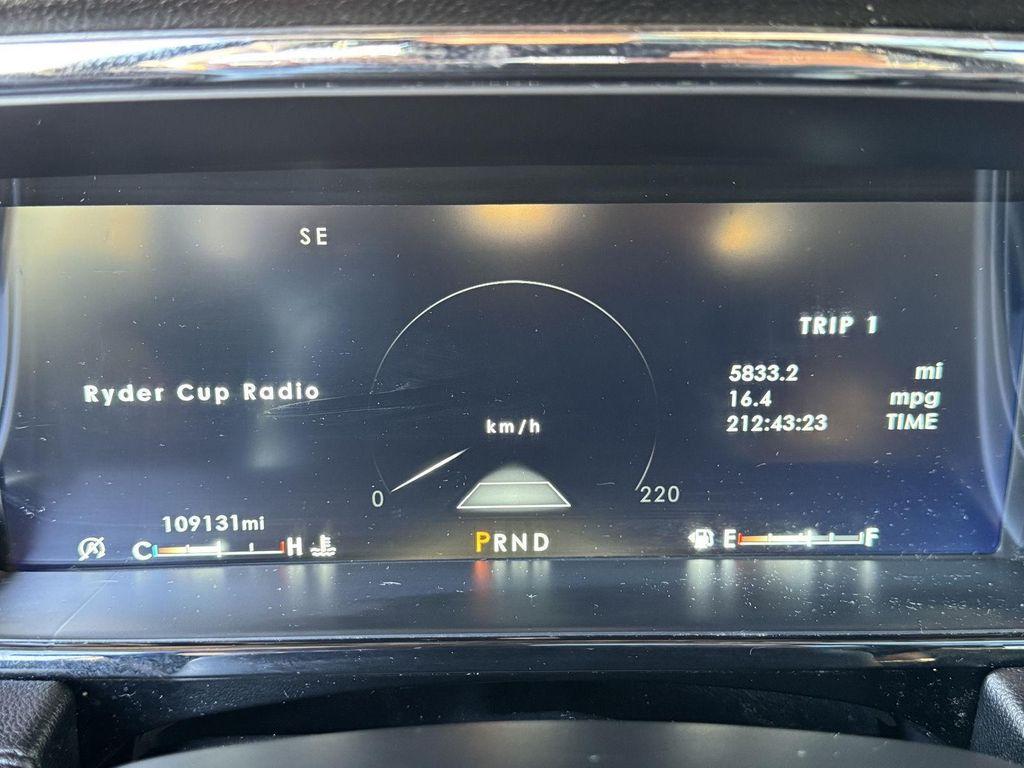 SE
TRIP 1
5833.2 mi
Ryder Cup Radio
16.4 mpg
212:43:23 TIME
km/h
0 220
109131mi
C H
PRND
E F